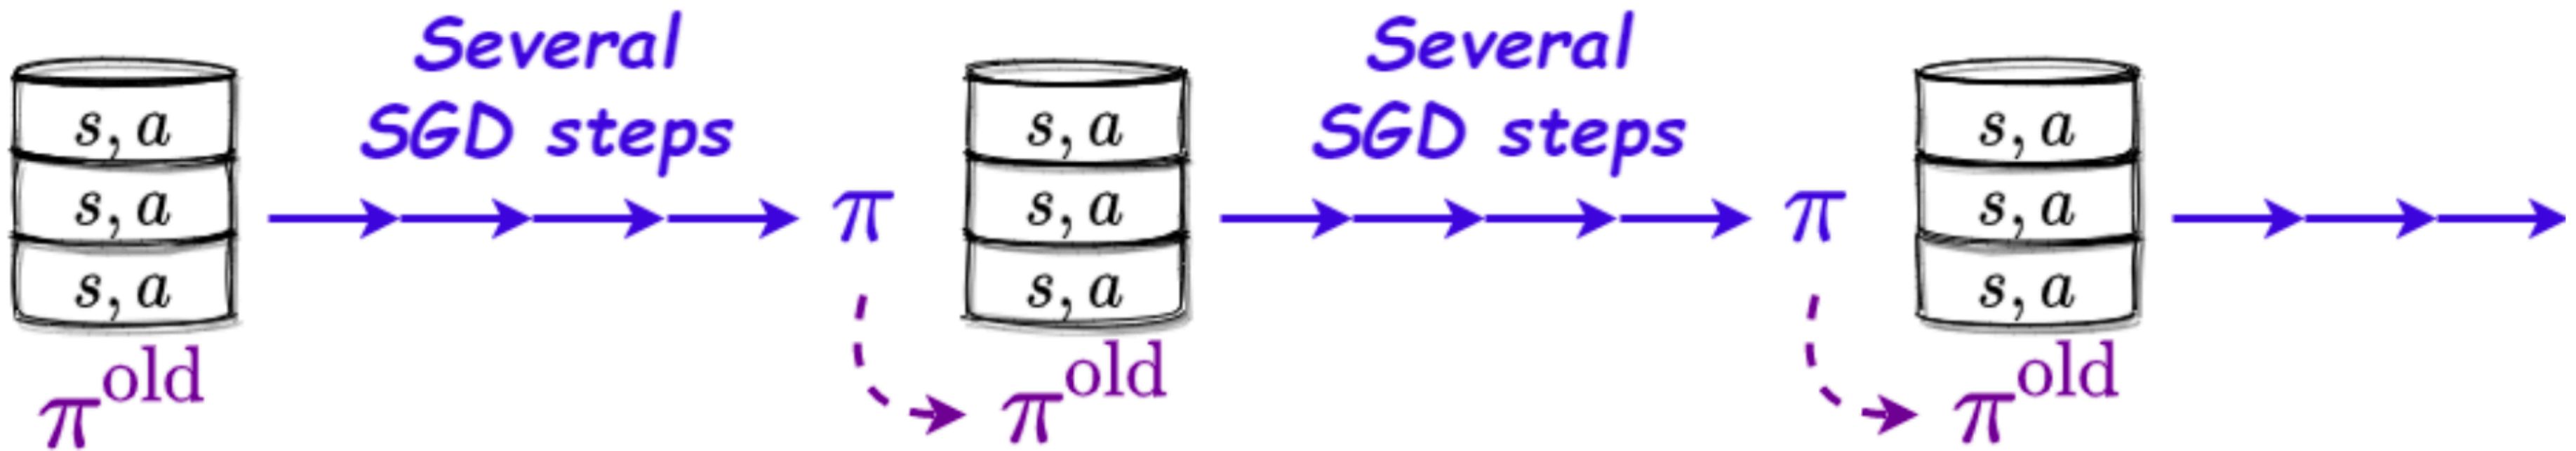 Several
SGD steps
s, a
s, a
s, a
π^old
π
Several
SGD steps
s, a
s, a
s, a
π^old
π
s, a
s, a
s, a
π^old